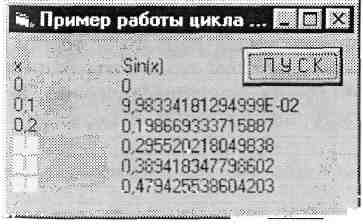 Пример работы цикла ...
ПУСК
x Sin(x)
0 0
0,1 9,98334181294999E-02
0,2 0,198669333715887
0,295520218049838
0,389418347798602
0,479425538604203